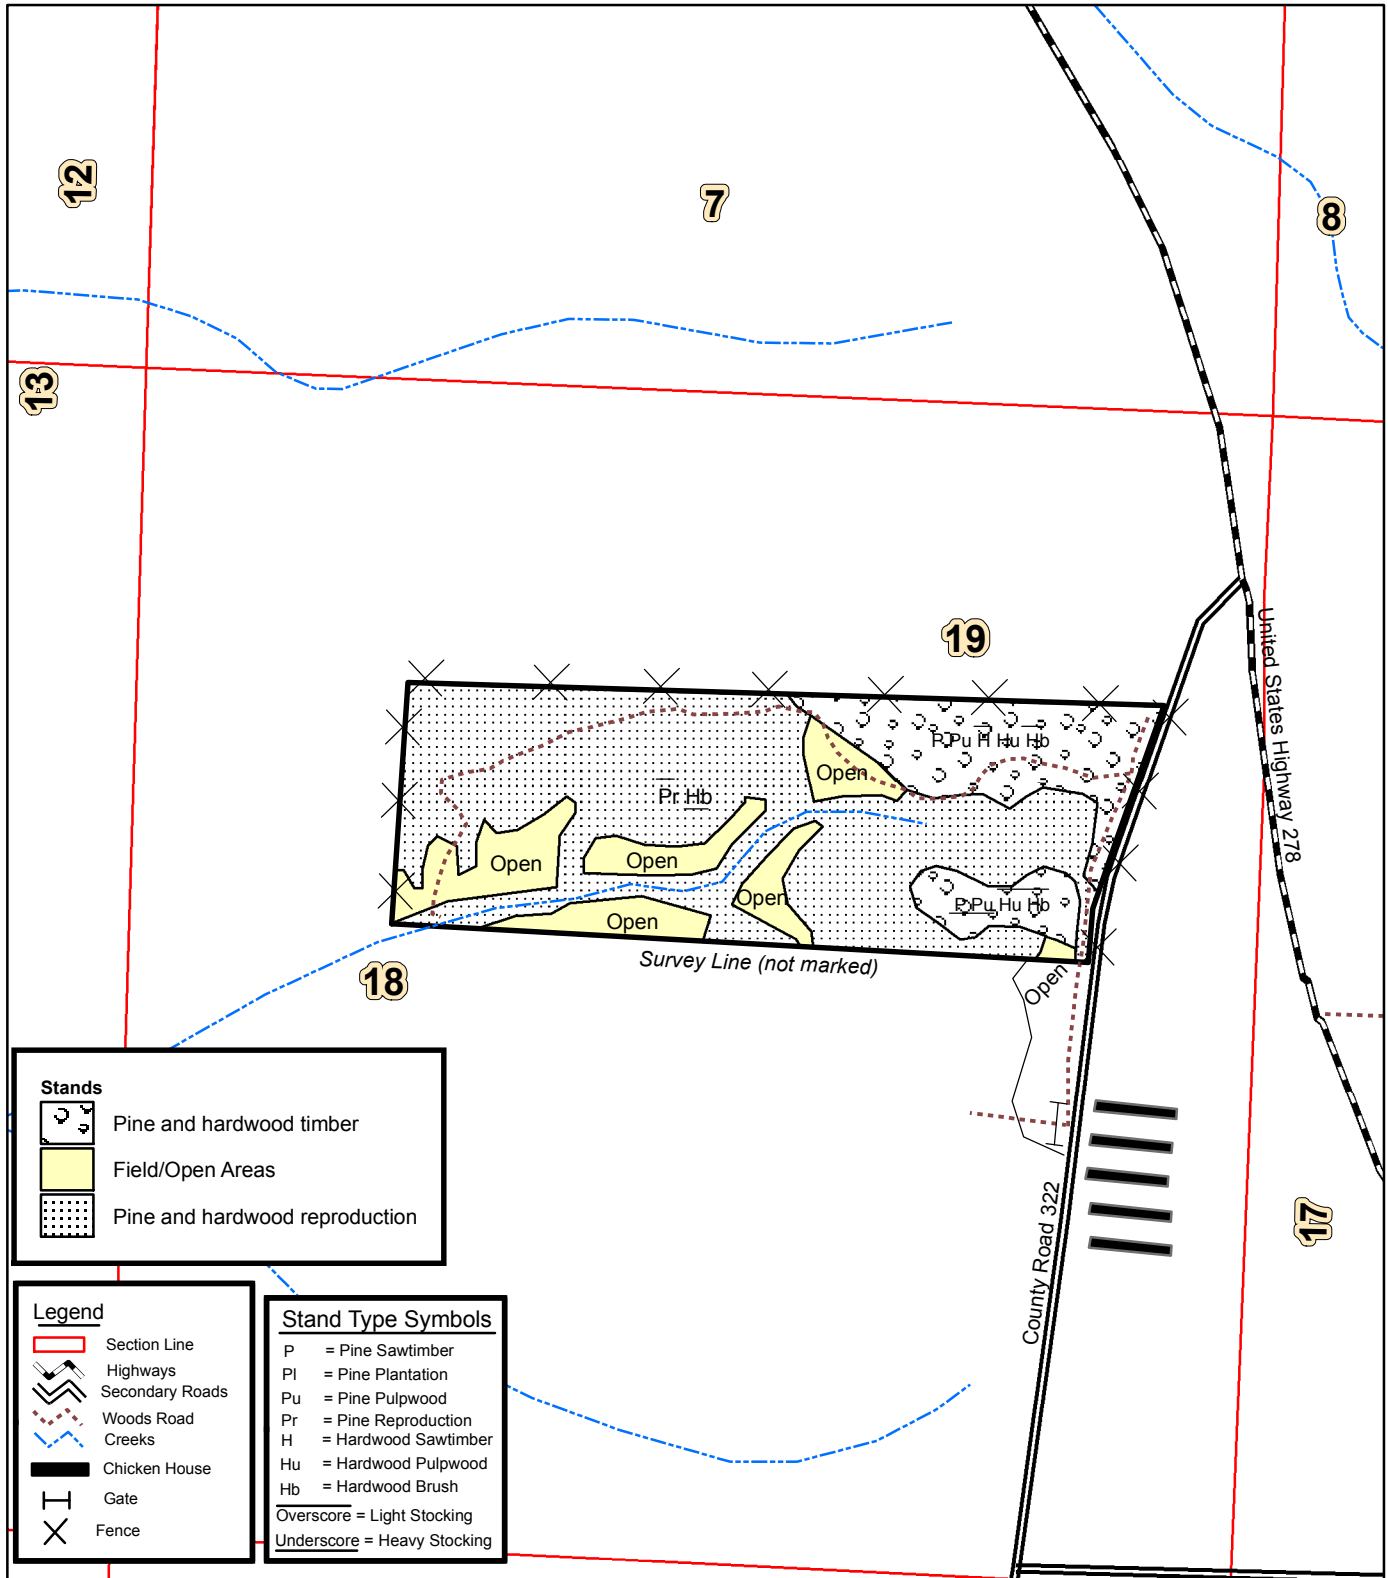 12
7
8
13
19
United States Highway 278
P Pu H Hu Hb
Open
Pr Hb
Open
Open
Open
P Pu Hu Hb
Open
Survey Line (not marked)
Open
18
Stands
Pine and hardwood timber
Field/Open Areas
Pine and hardwood reproduction
17
County Road 322
Legend
Section Line
Highways
Secondary Roads
Woods Road
Creeks
Chicken House
Gate
Fence
Stand Type Symbols
P = Pine Sawtimber
Pl = Pine Plantation
Pu = Pine Pulpwood
Pr = Pine Reproduction
H = Hardwood Sawtimber
Hu = Hardwood Pulpwood
Hb = Hardwood Brush
Overscore = Light Stocking
Underscore = Heavy Stocking